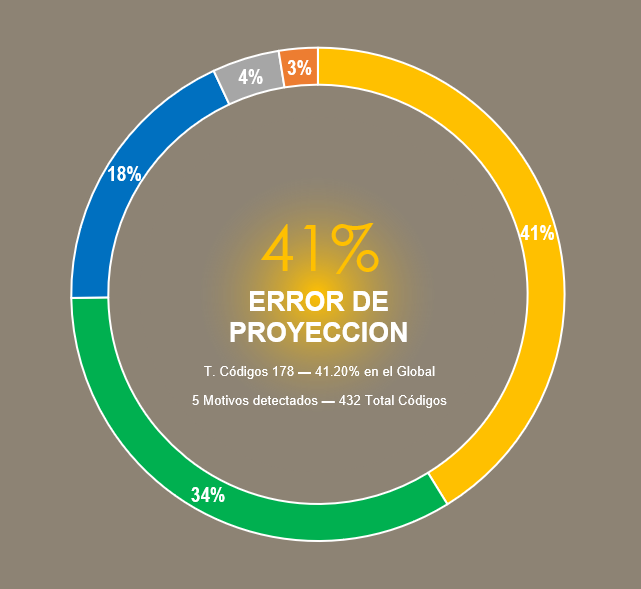 4%
3%
18%
41%
41%
ERROR DE
PROYECCION
T. Códigos 178 — 41.20% en el Global
5 Motivos detectados — 432 Total Códigos
34%